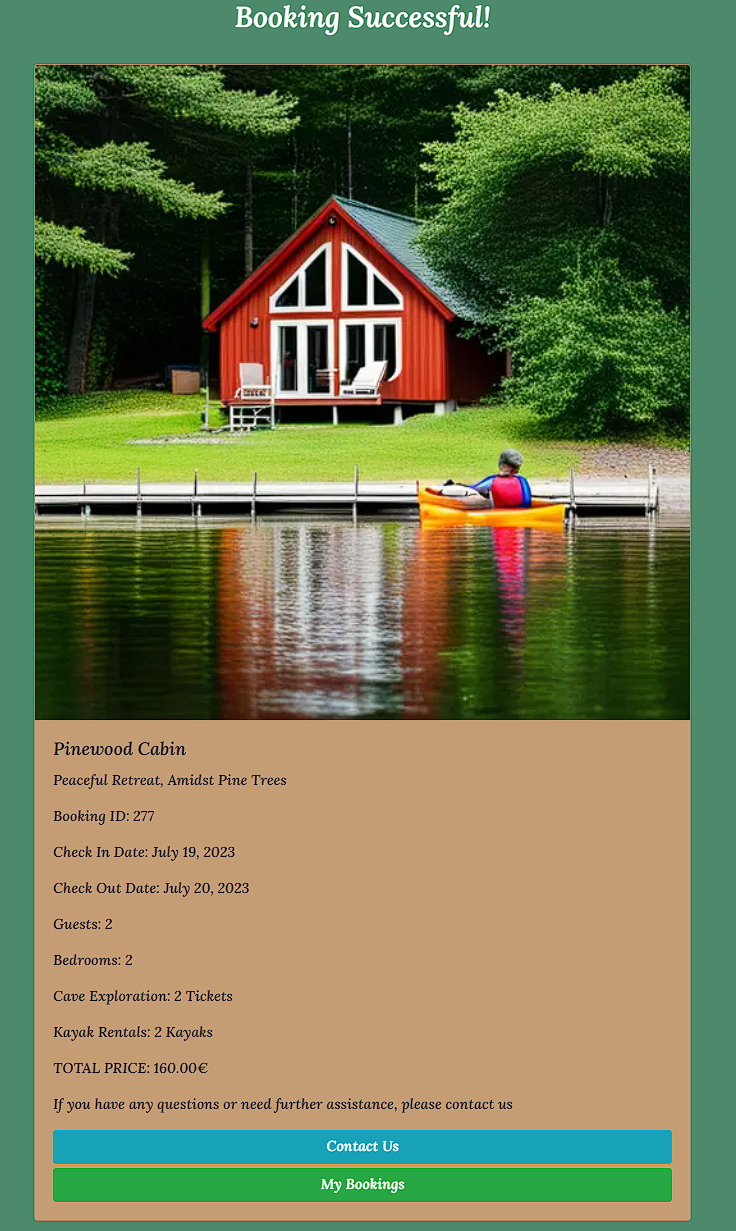 Booking Successful!
Pinewood Cabin
Peaceful Retreat, Amidst Pine Trees
Booking ID: 277
Check In Date: July 19, 2023
Check Out Date: July 20, 2023
Guests: 2
Bedrooms: 2
Cave Exploration: 2 Tickets
Kayak Rentals: 2 Kayaks
TOTAL PRICE: 160.00€
If you have any questions or need further assistance, please contact us
Contact Us
My Bookings